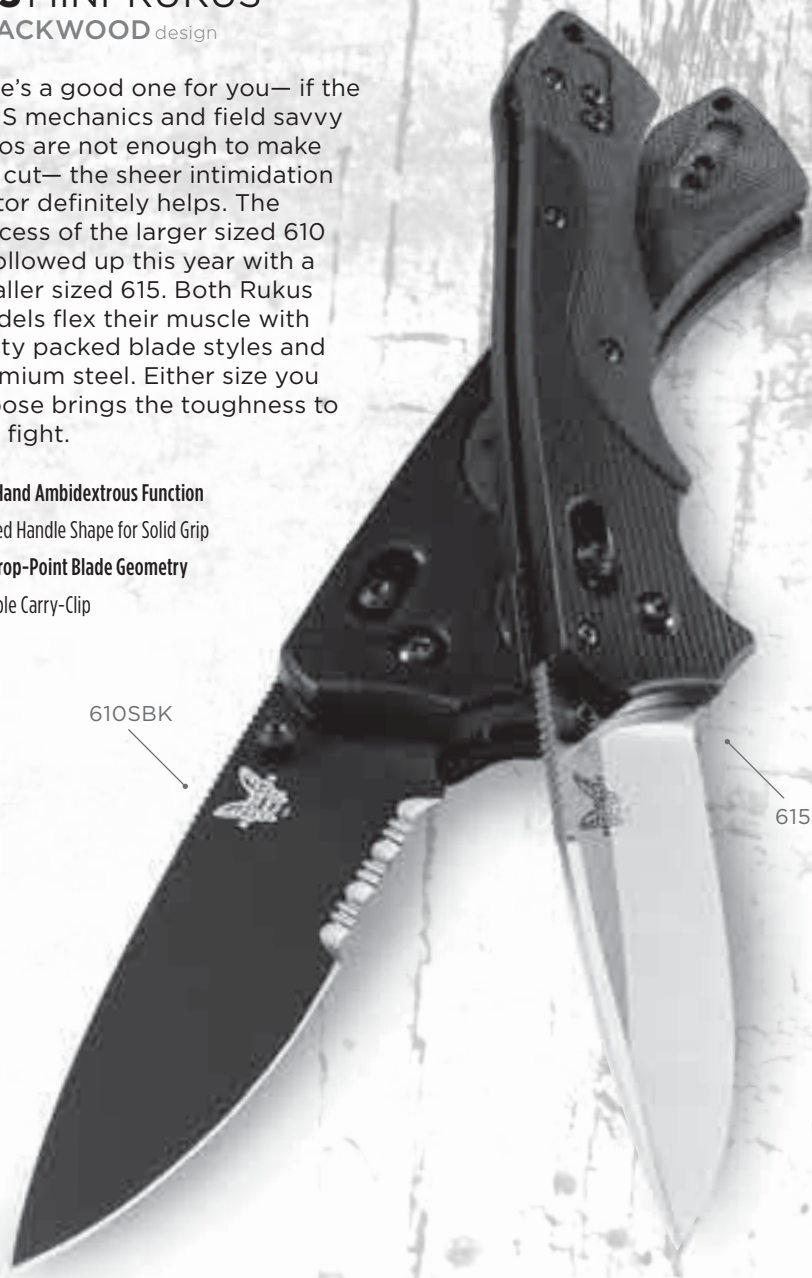 S MINI RUKUS
ACKWOOD design
e's a good one for you— if the
S mechanics and field savvy
os are not enough to make
cut— the sheer intimidation
tor definitely helps. The
cess of the larger sized 610
ollowed up this year with a
aller sized 615. Both Rukus
dels flex their muscle with
ty packed blade styles and
mium steel. Either size you
oose brings the toughness to
fight.
Hand Ambidextrous Function
ed Handle Shape for Solid Grip
rop-Point Blade Geometry
ble Carry-Clip
610SBK
615